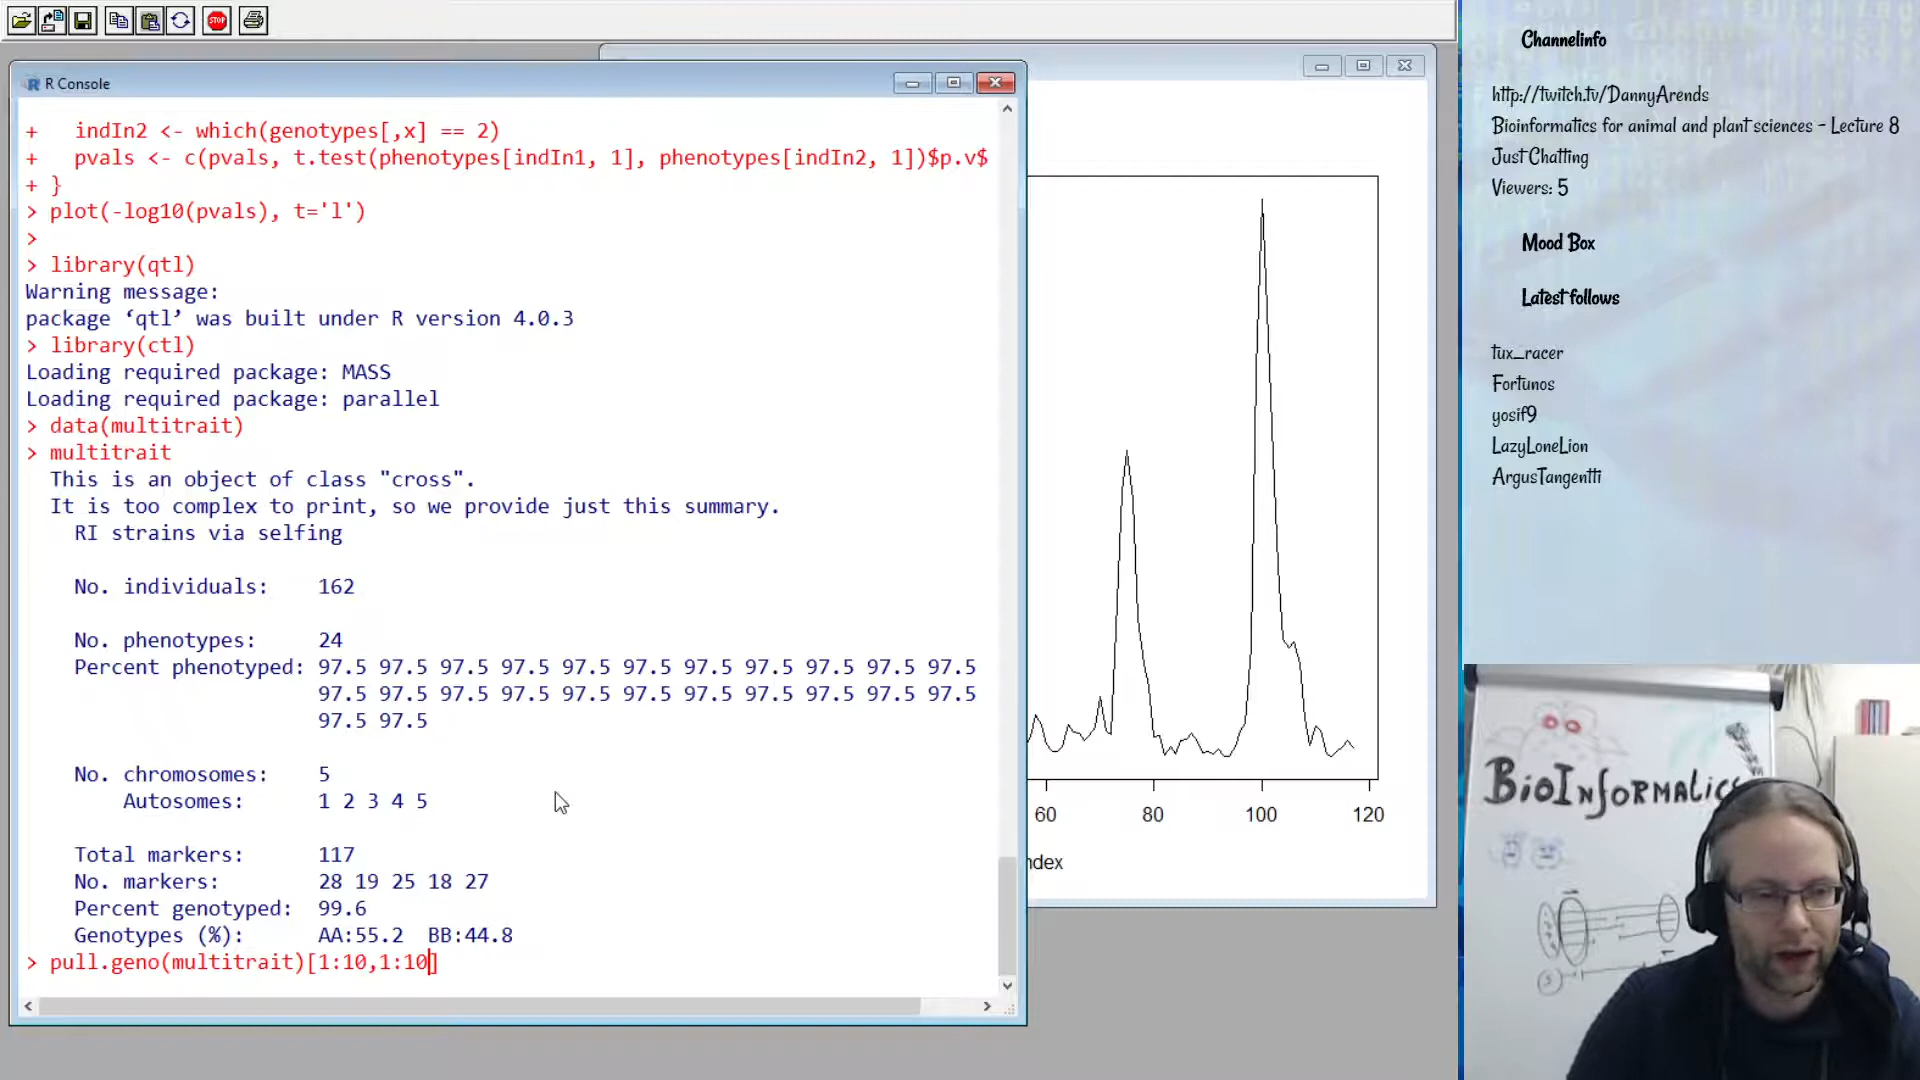 R Console
+   indIn2 <- which(genotypes[,x] == 2)
+   pvals <- c(pvals, t.test(phenotypes[indIn1, 1], phenotypes[indIn2, 1])$p.v$
+ }
> plot(-log10(pvals), t='l')
>
> library(qtl)
Warning message:
package ‘qtl’ was built under R version 4.0.3
> library(ctl)
Loading required package: MASS
Loading required package: parallel
> data(multitrait)
> multitrait
This is an object of class "cross".
It is too complex to print, so we provide just this summary.
RI strains via selfing
No. individuals:    162
No. phenotypes:     24
Percent phenotyped: 97.5 97.5 97.5 97.5 97.5 97.5 97.5 97.5 97.5 97.5 97.5
97.5 97.5 97.5 97.5 97.5 97.5 97.5 97.5 97.5 97.5 97.5
97.5 97.5
No. chromosomes:    5
Autosomes:      1 2 3 4 5
Total markers:      117
No. markers:        28 19 25 18 27
Percent genotyped:  99.6
Genotypes (%):      AA:55.2  BB:44.8
> pull.geno(multitrait)[1:10,1:10]
60 80 100 120
ndex
Channelinfo
http://twitch.tv/DannyArends
Bioinformatics for animal and plant sciences - Lecture 8
Just Chatting
Viewers: 5
Mood Box
Latest follows
tux_racer
Fortunos
yosif9
LazyLoneLion
ArgusTangentti
BioInformatics